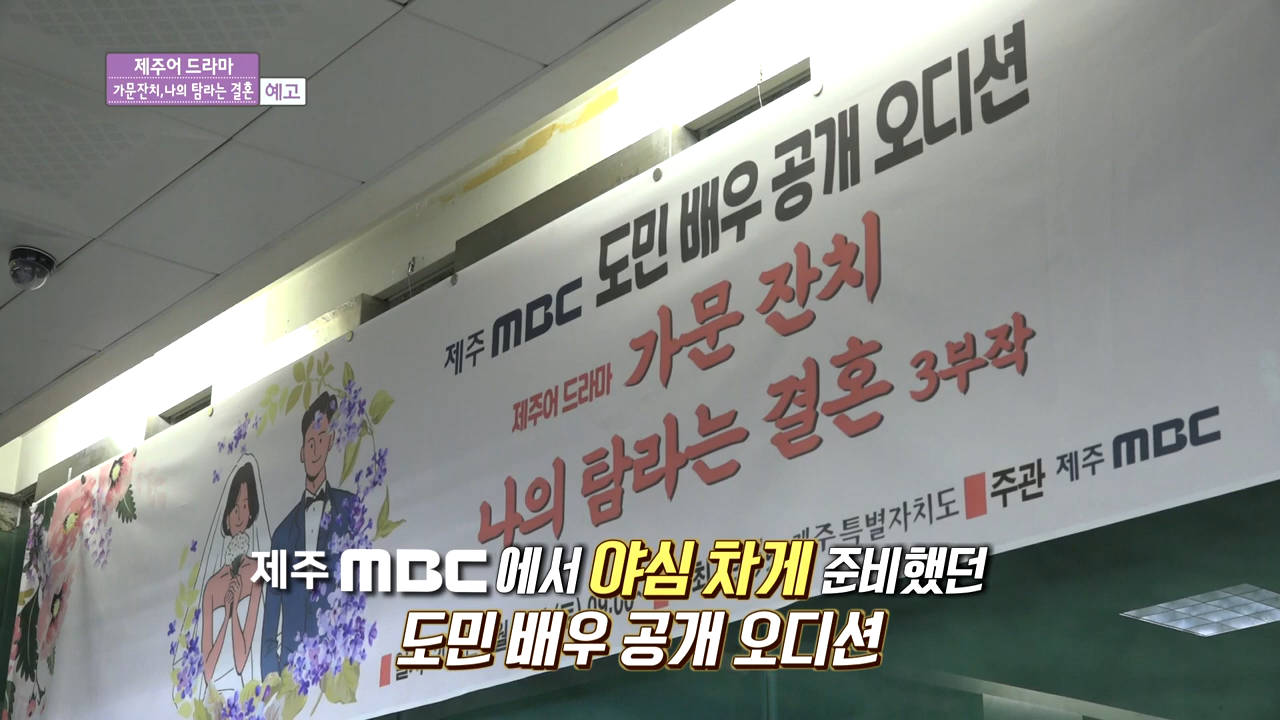 제주어 드라마
가문잔치,나의 탐라는 결혼
예고
제주 MBC 도민 배우 공개 오디션
제주어 드라마 가문 잔치
나의 탐라는 결혼 3부작
제주특별자치도 주관 제주 MBC
제주 MBC에서 야심 차게 준비했던
도민 배우 공개 오디션